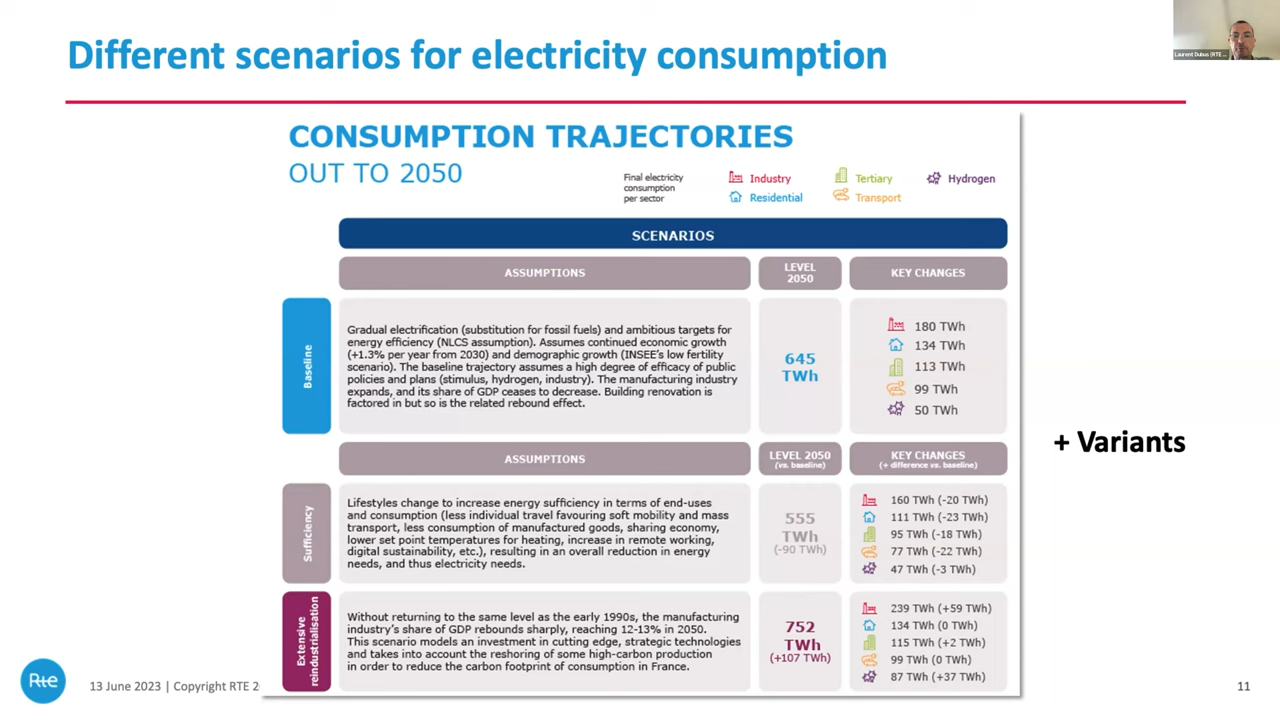 Different scenarios for electricity consumption
Laurent Dubus (RTE ...
CONSUMPTION TRAJECTORIES
OUT TO 2050
Final electricity
consumption
per sector
Industry
Tertiary
Hydrogen
Residential
Transport
SCENARIOS
ASSUMPTIONS
LEVEL
2050
KEY CHANGES
Baseline
Gradual electrification (substitution for fossil fuels) and ambitious targets for
energy efficiency (NLCS assumption). Assumes continued economic growth
(+1.3% per year from 2030) and demographic growth (INSEE's low fertility
scenario). The baseline trajectory assumes a high degree of efficacy of public
policies and plans (stimulus, hydrogen, industry). The manufacturing industry
expands, and its share of GDP ceases to decrease. Building renovation is
factored in but so is the related rebound effect.
645
TWh
180 TWh
134 TWh
113 TWh
99 TWh
50 TWh
+ Variants
ASSUMPTIONS
LEVEL 2050
(vs. baseline)
KEY CHANGES
(+ difference vs. baseline)
Sufficiency
Lifestyles change to increase energy sufficiency in terms of end-uses
and consumption (less individual travel favouring soft mobility and mass
transport, less consumption of manufactured goods, sharing economy,
lower set point temperatures for heating, increase in remote working,
digital sustainability, etc.), resulting in an overall reduction in energy
needs, and thus electricity needs.
555
TWh
(-90 TWh)
160 TWh (-20 TWh)
111 TWh (-23 TWh)
95 TWh (-18 TWh)
77 TWh (-22 TWh)
47 TWh (-3 TWh)
Extensive
reindustrialisation
Without returning to the same level as the early 1990s, the manufacturing
industry's share of GDP rebounds sharply, reaching 12-13% in 2050.
This scenario models an investment in cutting edge, strategic technologies
and takes into account the reshoring of some high-carbon production
in order to reduce the carbon footprint of consumption in France.
752
TWh
(+107 TWh)
239 TWh (+59 TWh)
134 TWh (0 TWh)
115 TWh (+2 TWh)
99 TWh (0 TWh)
87 TWh (+37 TWh)
Rte
13 June 2023 | Copyright RTE 2
11